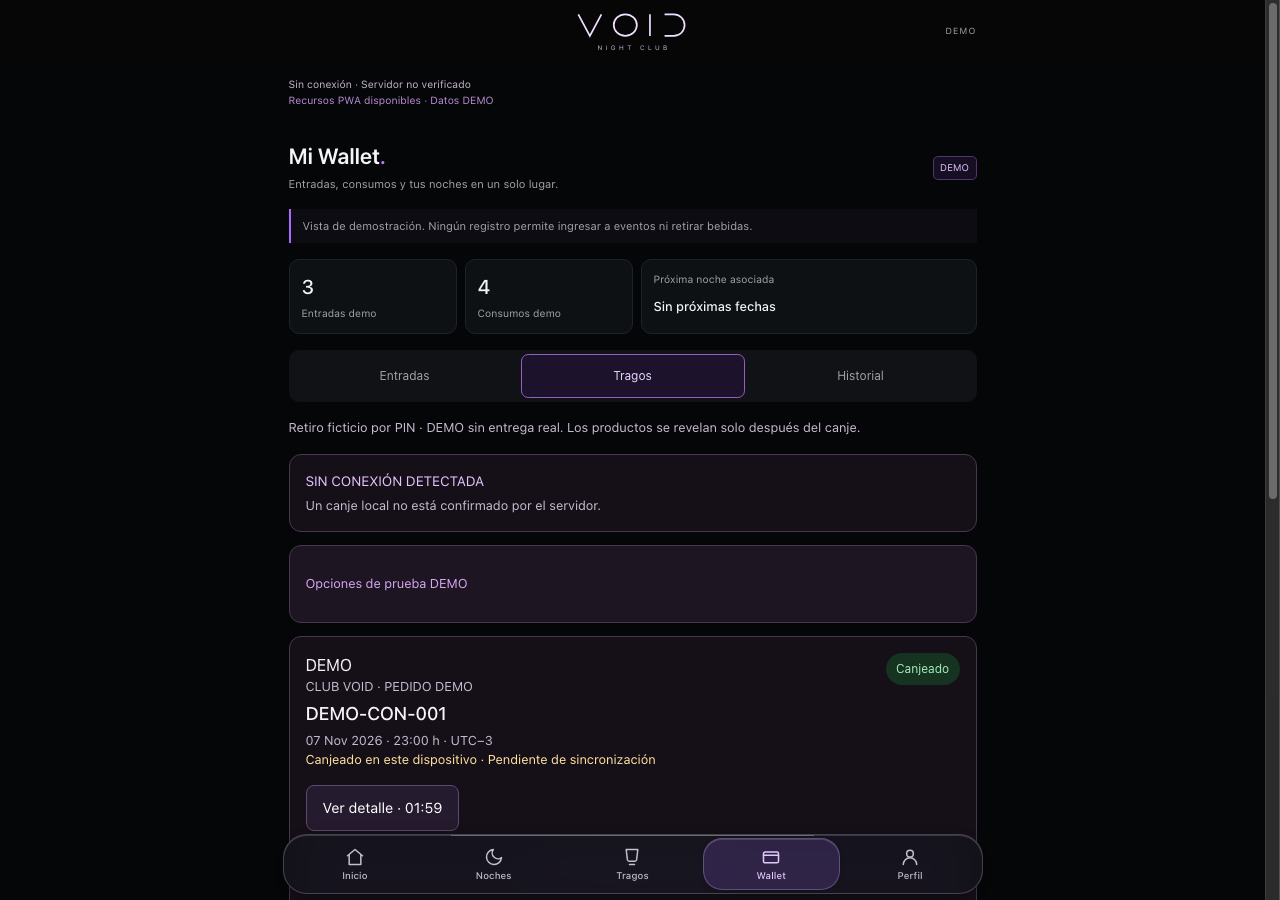 VOID
NIGHT CLUB
DEMO
Sin conexión · Servidor no verificado
Recursos PWA disponibles · Datos DEMO
Mi Wallet.
DEMO
Entradas, consumos y tus noches en un solo lugar.
Vista de demostración. Ningún registro permite ingresar a eventos ni retirar bebidas.
3
Entradas demo
4
Consumos demo
Próxima noche asociada
Sin próximas fechas
Entradas
Tragos
Historial
Retiro ficticio por PIN · DEMO sin entrega real. Los productos se revelan solo después del canje.
SIN CONEXIÓN DETECTADA
Un canje local no está confirmado por el servidor.
Opciones de prueba DEMO
DEMO
Canjeado
CLUB VOID · PEDIDO DEMO
DEMO-CON-001
07 Nov 2026 · 23:00 h · UTC−3
Canjeado en este dispositivo · Pendiente de sincronización
Ver detalle · 01:59
Inicio
Noches
Tragos
Wallet
Perfil